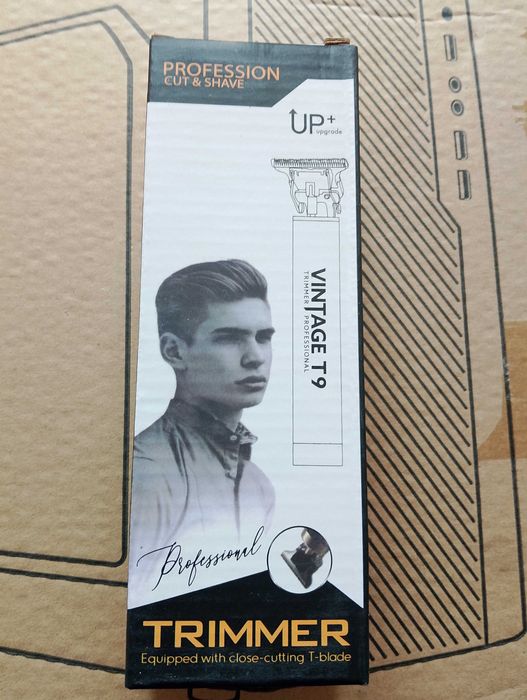 PROFESSION
CUT & SHAVE
UP+
upgrade
VINTAGE T9
TRIMMER PROFESSIONAL
Professional
TRIMMER
Equipped with close-cutting T-blade